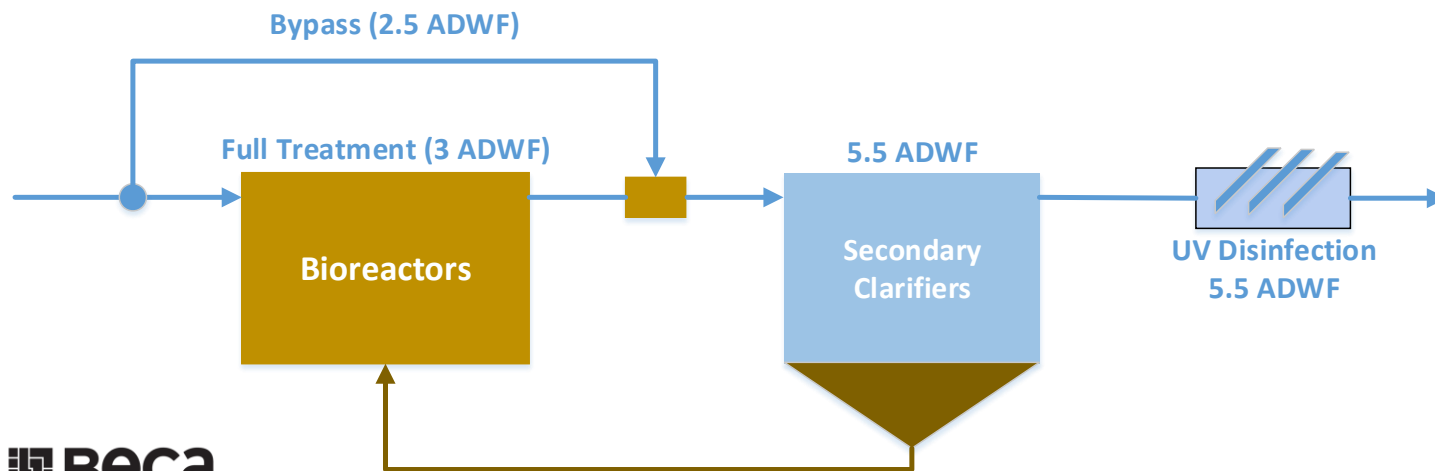 Bypass (2.5 ADWF)
Full Treatment (3 ADWF)
5.5 ADWF
Bioreactors
Secondary
Clarifiers
UV Disinfection
5.5 ADWF
Beca